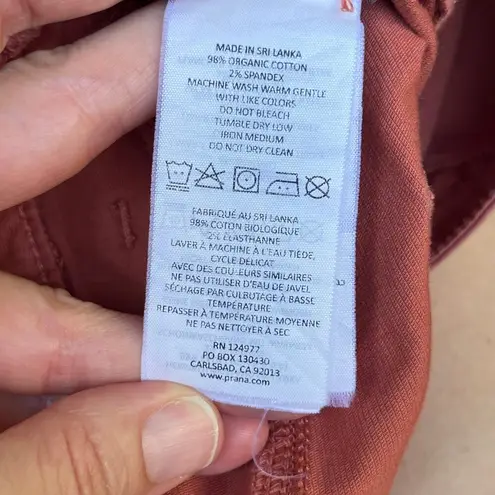 MADE IN SRI LANKA
98% ORGANIC COTTON
2% SPANDEX
MACHINE WASH WARM GENTLE
WITH LIKE COLORS
DO NOT BLEACH
TUMBLE DRY LOW
IRON MEDIUM
DO NOT DRY CLEAN
FABRIQUÉ AU SRI LANKA
98% COTON BIOLOGIQUE
2% ÉLASTHANNE
LAVER À MACHINE À L'EAU TIÈDE,
CYCLE DÉLICAT
AVEC DES COULEURS SIMILAIRES
NE PAS UTILISER D'EAU DE JAVEL
SÉCHAGE PAR CULBUTAGE À BASSE
TEMPÉRATURE
REPASSER À TEMPÉRATURE MOYENNE
NE PAS NETTOYER À SEC
RN 124977
PO BOX 130430
CARLSBAD, CA 92013
www.prana.com